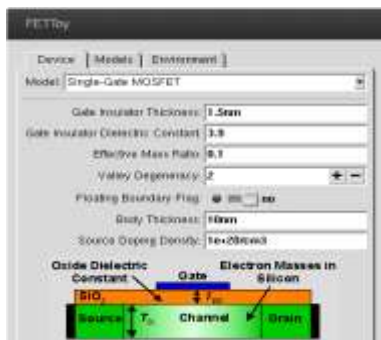 FETToy
Device Models Environment
Model: Single-Gate MOSFET
Gate Insulator Thickness: 1.5nm
Gate Insulator Dielectric Constant: 3.9
Effective Mass Ratio: 0.1
Valley Degeneracy: 2 + −
Floating Boundary Flag: no
Body Thickness: 10nm
Source Doping Density: 1e+20/cm3
Oxide Dielectric Electron Masses in
Constant Gate Silicon
SiO2
Source Channel Drain